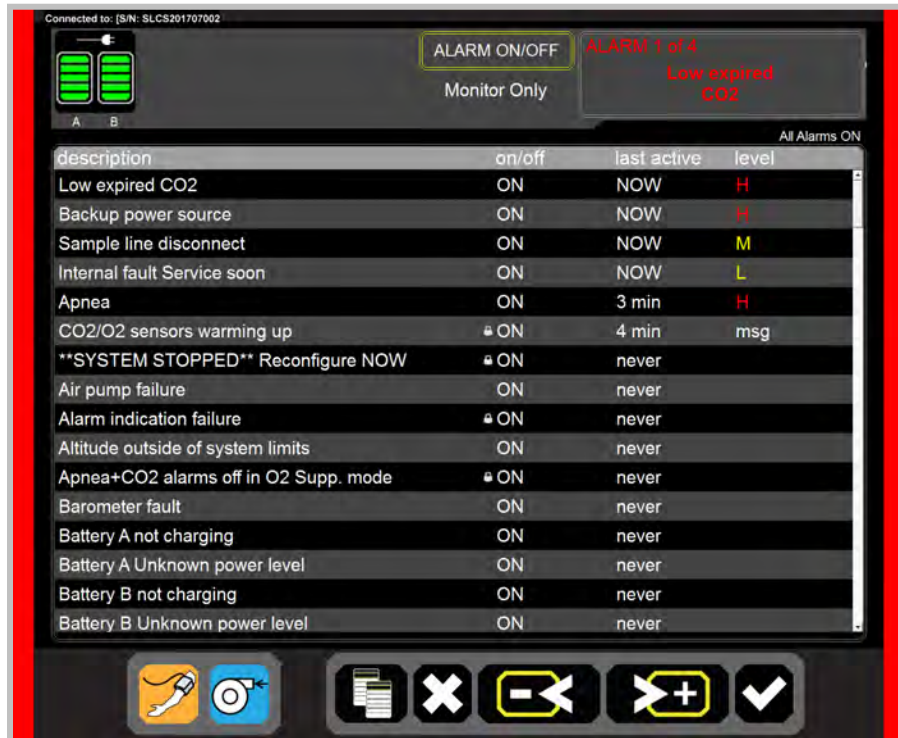 Connected to: [S/N: SLCS201707002
ALARM ON/OFF
Monitor Only
ALARM 1 of 4
Low expired
CO2
A B
All Alarms ON
description on/off last active level
Low expired CO2 ON NOW H
Backup power source ON NOW H
Sample line disconnect ON NOW M
Internal fault Service soon ON NOW L
Apnea ON 3 min H
CO2/O2 sensors warming up ON 4 min msg
**SYSTEM STOPPED** Reconfigure NOW ON never
Air pump failure ON never
Alarm indication failure ON never
Altitude outside of system limits ON never
Apnea+CO2 alarms off in O2 Supp. mode ON never
Barometer fault ON never
Battery A not charging ON never
Battery A Unknown power level ON never
Battery B not charging ON never
Battery B Unknown power level ON never